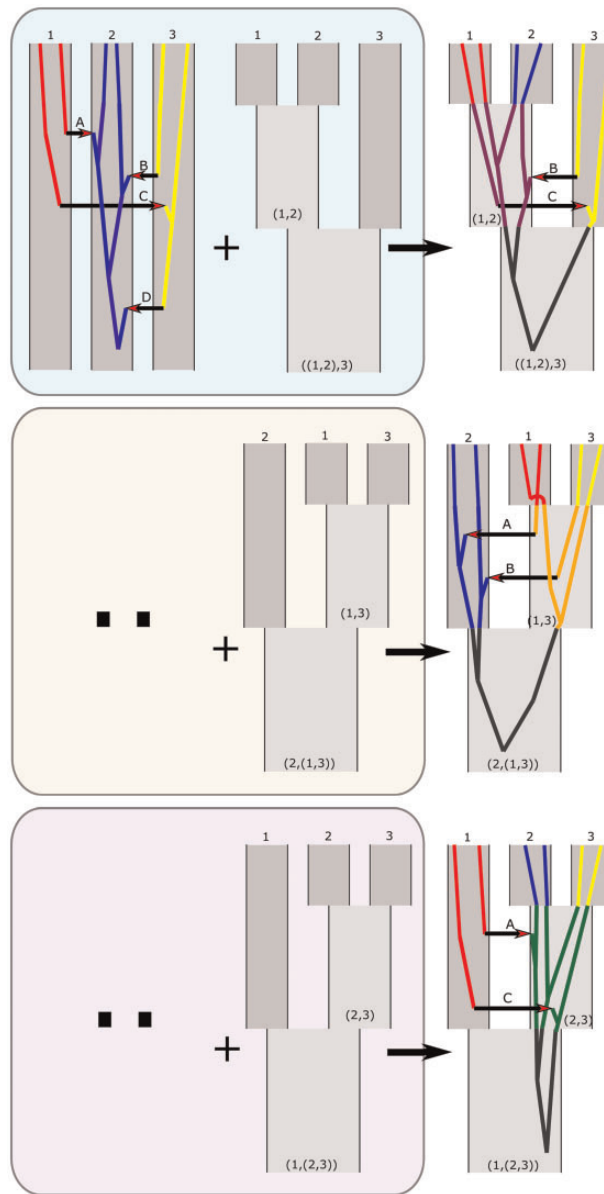 1 2 3 1 2 3 1 2 3
A
B B
C C
(1,2) (1,2)
+
D
((1,2),3) ((1,2),3)
2 1 3 2 1 3
A
B
(1,3) (1,3)
+
(2,(1,3)) (2,(1,3))
1 2 3 1 2 3
A
C
(2,3) (2,3)
+
(1,(2,3)) (1,(2,3))